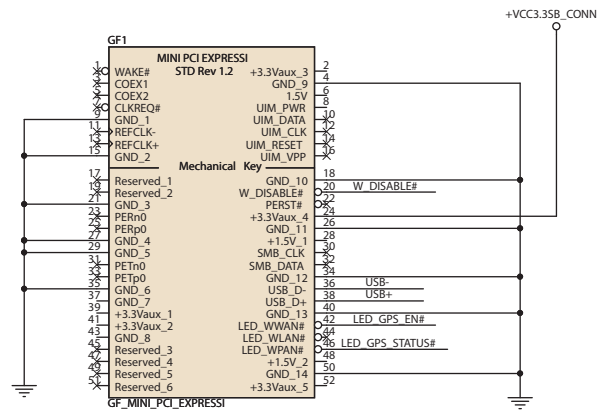 +VCC3.3SB_CONN
GF1
MINI PCI EXPRESSI
STD Rev 1.2
1 WAKE# +3.3Vaux_3 2
3 COEX1 GND_9 4
5 COEX2 1.5V 6
7 CLKREQ# UIM_PWR 8
9 GND_1 UIM_DATA 10
11 REFCLK- UIM_CLK 12
13 REFCLK+ UIM_RESET 14
15 GND_2 UIM_VPP 16
Mechanical Key
17 Reserved_1 GND_10 18
19 Reserved_2 W_DISABLE# 20 W_DISABLE#
21 GND_3 PERST# 22
23 PERn0 +3.3Vaux_4 24
25 PERp0 GND_11 26
27 GND_4 +1.5V_1 28
29 GND_5 SMB_CLK 30
31 PETn0 SMB_DATA 32
33 PETp0 GND_12 34
35 GND_6 USB_D- 36 USB-
37 GND_7 USB_D+ 38 USB+
39 +3.3Vaux_1 GND_13 40
41 +3.3Vaux_2 LED_WWAN# 42 LED_GPS_EN#
43 GND_8 LED_WLAN# 44
45 Reserved_3 LED_WPAN# 46 LED_GPS_STATUS#
47 Reserved_4 +1.5V_2 48
49 Reserved_5 GND_14 50
51 Reserved_6 +3.3Vaux_5 52
GF_MINI_PCI_EXPRESSI